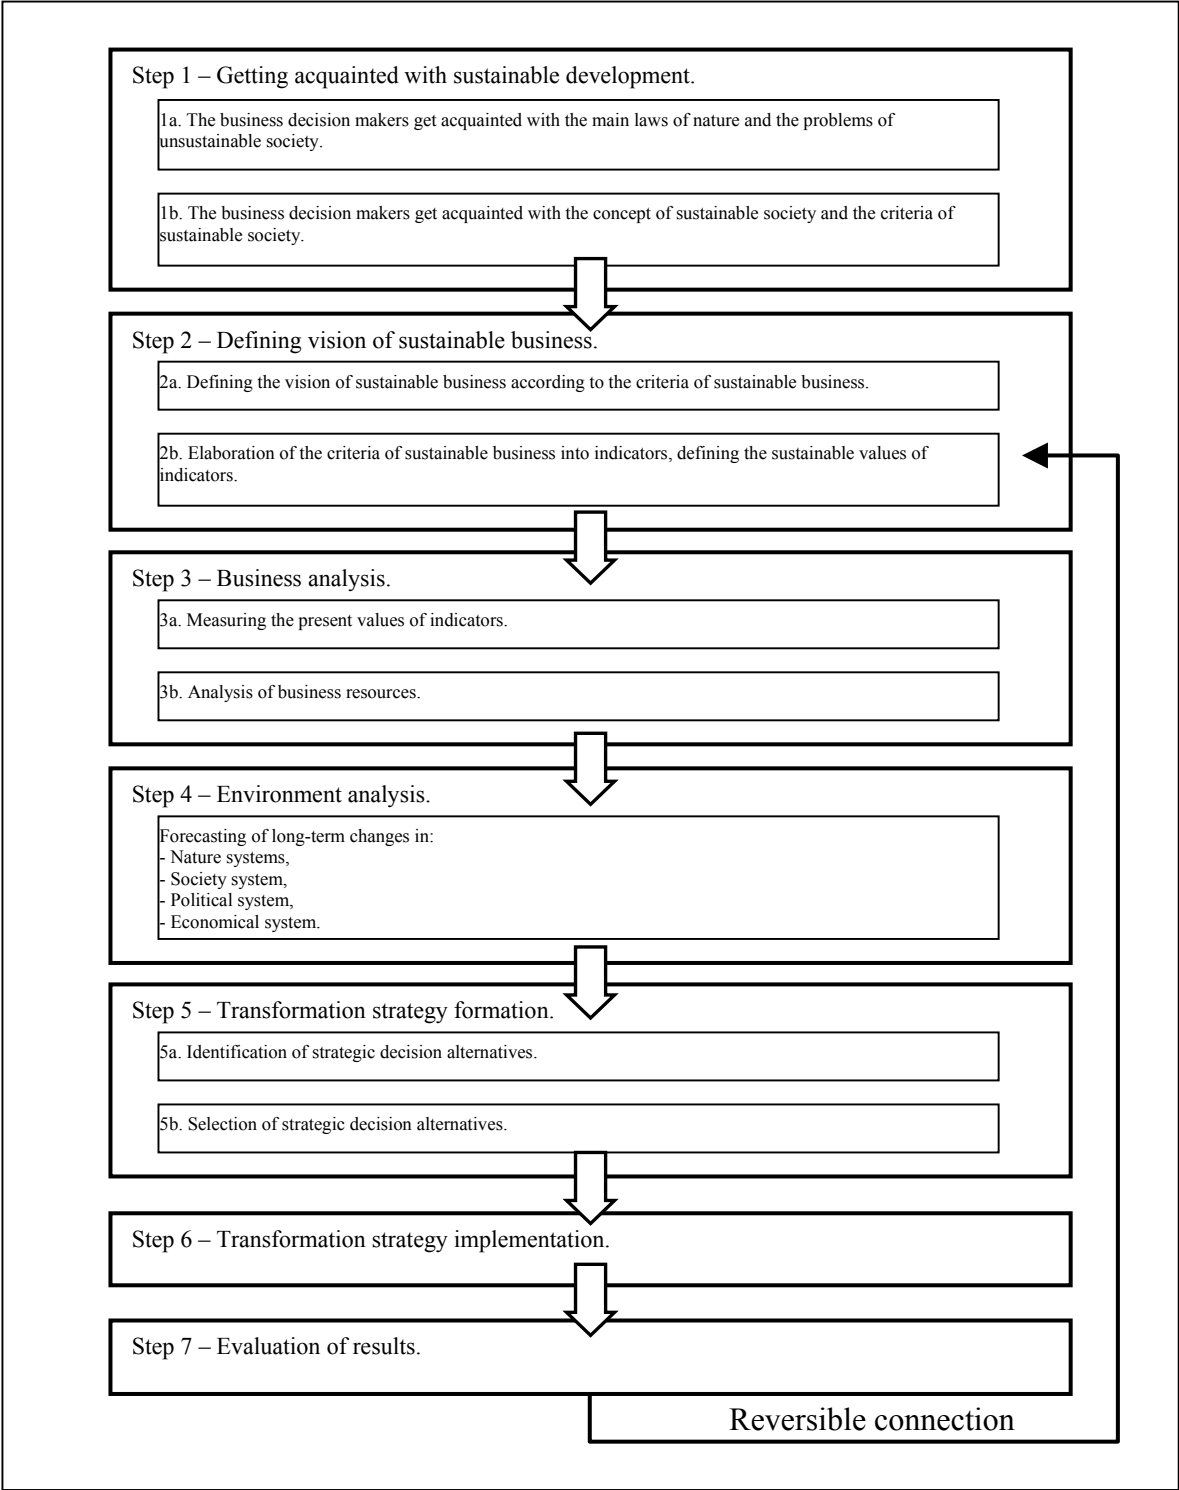 Step 1 – Getting acquainted with sustainable development.
1a. The business decision makers get acquainted with the main laws of nature and the problems of
unsustainable society.
1b. The business decision makers get acquainted with the concept of sustainable society and the criteria of
sustainable society.
Step 2 – Defining vision of sustainable business.
2a. Defining the vision of sustainable business according to the criteria of sustainable business.
2b. Elaboration of the criteria of sustainable business into indicators, defining the sustainable values of
indicators.
Step 3 – Business analysis.
3a. Measuring the present values of indicators.
3b. Analysis of business resources.
Step 4 – Environment analysis.
Forecasting of long-term changes in:
- Nature systems,
- Society system,
- Political system,
- Economical system.
Step 5 – Transformation strategy formation.
5a. Identification of strategic decision alternatives.
5b. Selection of strategic decision alternatives.
Step 6 – Transformation strategy implementation.
Step 7 – Evaluation of results.
Reversible connection